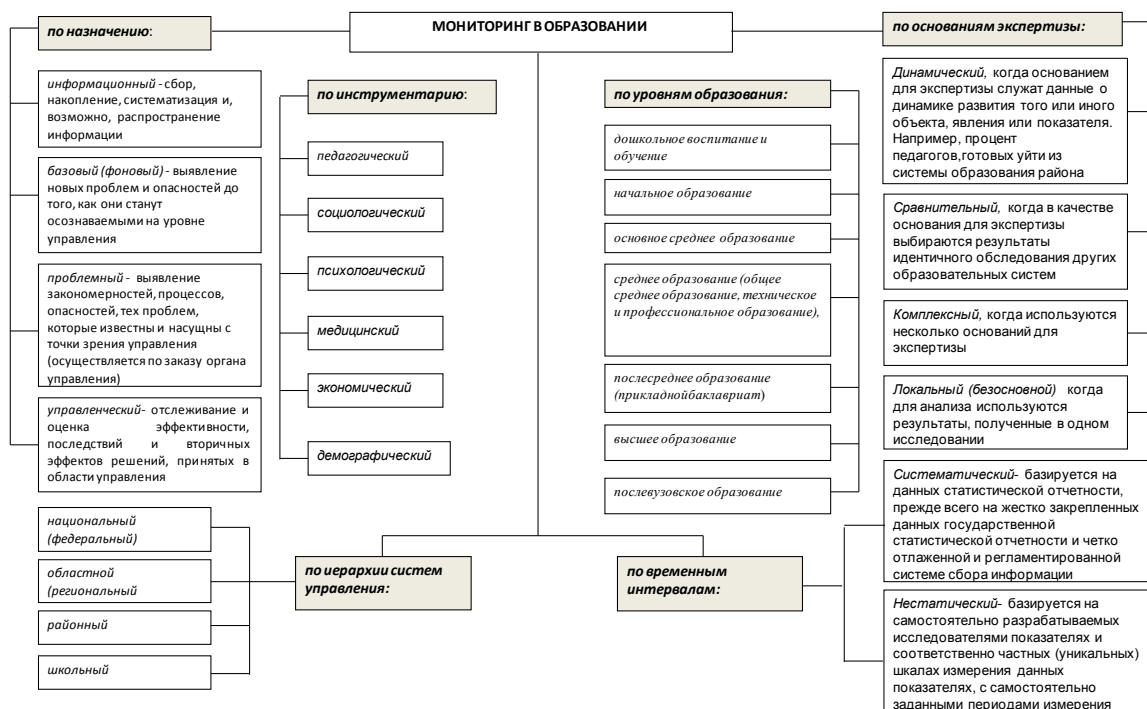 МОНИТОРИНГ В ОБРАЗОВАНИИ
по назначению:
информационный - сбор,
накопление, систематизация и,
возможно, распространение
информации
базовый (фоновый) - выявление
новых проблем и опасностей до
того, как они станут
осознаваемыми на уровне
управления
проблемный - выявление
закономерностей, процессов,
опасностей, тех проблем,
которые известны и насущны с
точки зрения управления
(осуществляется по заказу органа
управления)
управленческий- отслеживание и
оценка эффективности,
последствий и вторичных
эффектов решений, принятых в
области управления
по инструментарию:
педагогический
социологический
психологический
медицинский
экономический
демографический
по уровням образования:
дошкольное воспитание и
обучение
начальное образование
основное среднее образование
среднее образование (общее
среднее образование, техническое
и профессиональное образование),
послесреднее образование
(прикладнойбаклавриат)
высшее образование
послевузовское образование
по основаниям экспертизы:
Динамический, когда основанием
для экспертизы служат данные о
динамике развития того или иного
объекта, явления или показателя.
Например, процент
педагогов,готовых уйти из
системы образования района
Сравнительный, когда в качестве
основания для экспертизы
выбираются результаты
идентичного обследования других
образовательных систем
Комплексный, когда используются
несколько оснований для
экспертизы
Локальный (безосновной) когда
для анализа используются
результаты, полученные в одном
исследовании
по иерархии систем
управления:
национальный
(федеральный)
областной
(региональный
районный
школьный
по временным
интервалам:
Систематический- базируется на
данных статистической отчетности,
прежде всего на жестко закрепленных
данных государственной
статистической отчетности и четко
отлаженной и регламентированной
системе сбора информации
Нестатический- базируется на
самостоятельно разрабатываемых
исследователями показателях и
соответственно частных (уникальных)
шкалах измерения данных
показателях, с самостоятельно
заданными периодами измерения